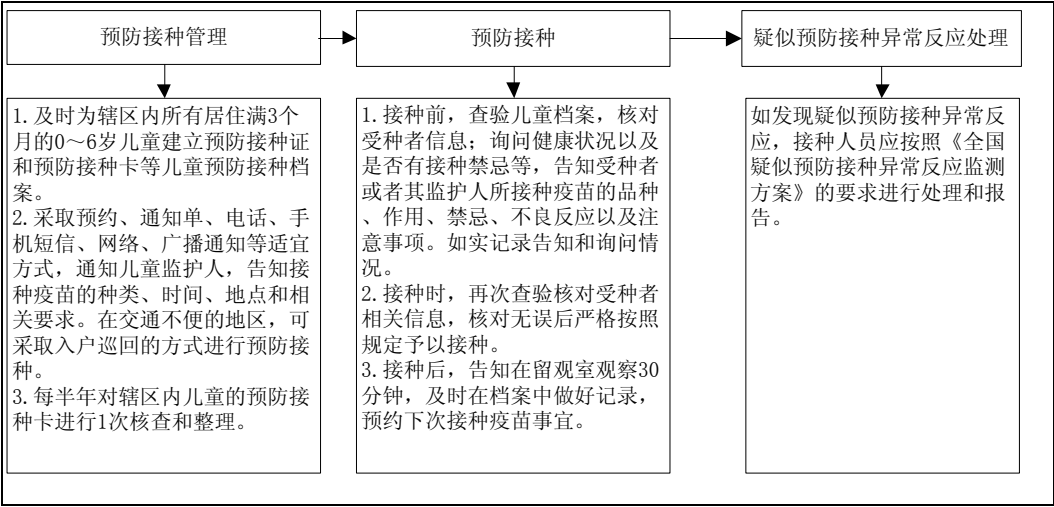 预防接种管理
预防接种
疑似预防接种异常反应处理
1.及时为辖区内所有居住满3个
月的0～6岁儿童建立预防接种证
和预防接种卡等儿童预防接种档
案。
2.采取预约、通知单、电话、手
机短信、网络、广播通知等适宜
方式，通知儿童监护人，告知接
种疫苗的种类、时间、地点和相
关要求。在交通不便的地区，可
采取入户巡回的方式进行预防接
种。
3.每半年对辖区内儿童的预防接
种卡进行1次核查和整理。
1.接种前，查验儿童档案，核对
受种者信息；询问健康状况以及
是否有接种禁忌等，告知受种者
或者其监护人所接种疫苗的品种
、作用、禁忌、不良反应以及注
意事项。如实记录告知和询问情
况。
2.接种时，再次查验核对受种者
相关信息，核对无误后严格按照
规定予以接种。
3.接种后，告知在留观室观察30
分钟，及时在档案中做好记录，
预约下次接种疫苗事宜。
如发现疑似预防接种异常反
应，接种人员应按照《全国
疑似预防接种异常反应监测
方案》的要求进行处理和报
告。